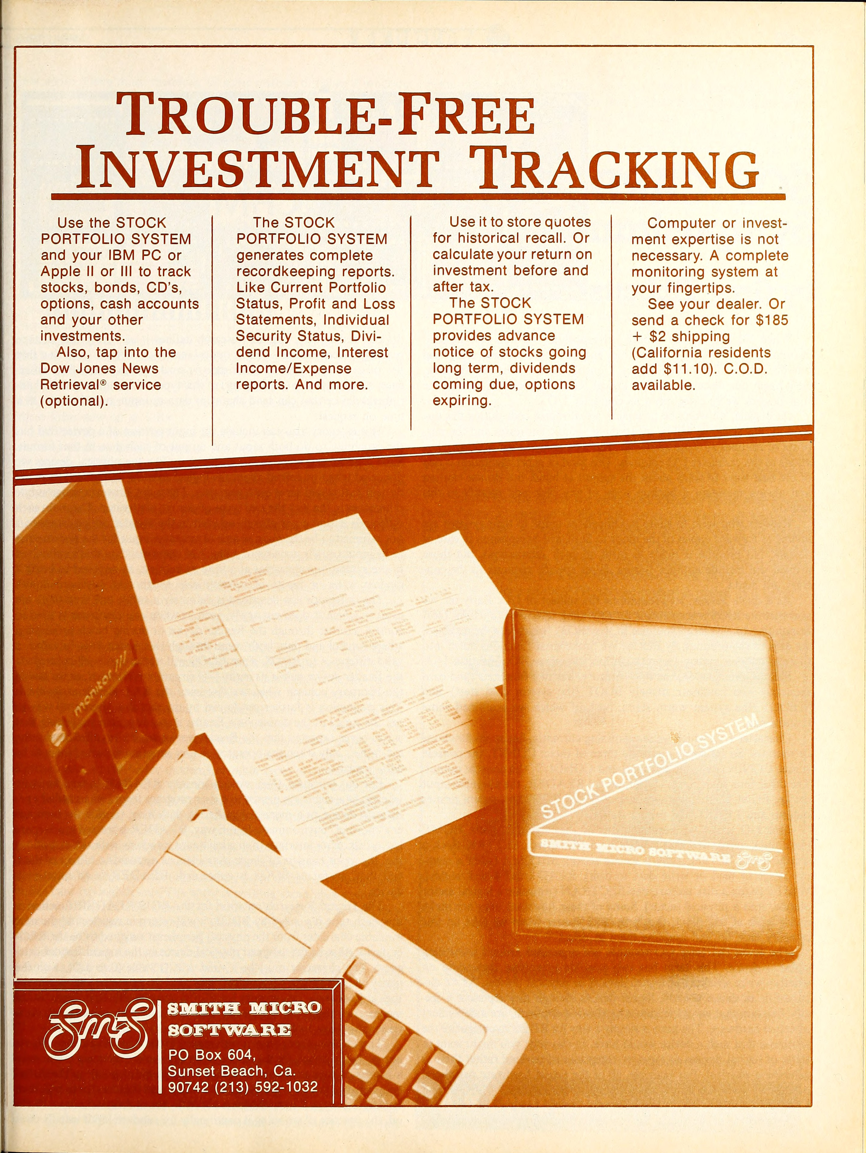 TROUBLE-FREE
INVESTMENT TRACKING
Use the STOCK
PORTFOLIO SYSTEM
and your IBM PC or
Apple II or III to track
stocks, bonds, CD's,
options, cash accounts
and your other
investments.
Also, tap into the
Dow Jones News
Retrieval® service
(optional).
The STOCK
PORTFOLIO SYSTEM
generates complete
recordkeeping reports.
Like Current Portfolio
Status, Profit and Loss
Statements, Individual
Security Status, Divi-
dend Income, Interest
Income/Expense
reports. And more.
Use it to store quotes
for historical recall. Or
calculate your return on
investment before and
after tax.
The STOCK
PORTFOLIO SYSTEM
provides advance
notice of stocks going
long term, dividends
coming due, options
expiring.
Computer or invest-
ment expertise is not
necessary. A complete
monitoring system at
your fingertips.
See your dealer. Or
send a check for $185
+ $2 shipping
(California residents
add $11.10). C.O.D.
available.
monitor ///
STOCK PORTFOLIO SYSTEM
SMITH MICRO SOFTWARE SmS
SmS
SMITH MICRO
SOFTWARE
PO Box 604,
Sunset Beach, Ca.
90742 (213) 592-1032